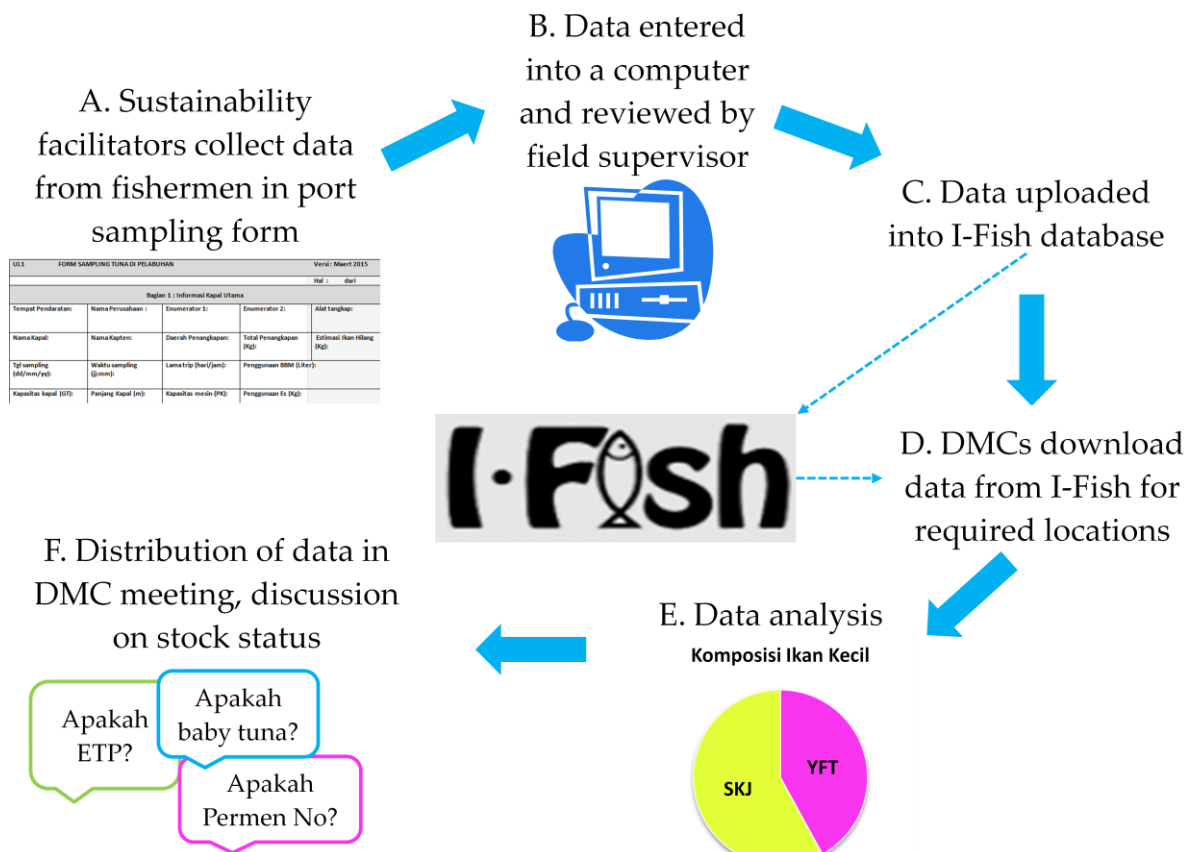 A. Sustainability
facilitators collect data
from fishermen in port
sampling form
UL1 FORM SAMPLING TUNA DI PELABUHAN Versi: Maert 2015
Hal : dari
Bagian 1 : Informasi Kapal Utama
Tempat Pendaratan: Nama Perusahaan : Enumerator 1: Enumerator 2: Alat tangkap:
Nama Kapal: Nama Kapten: Daerah Penangkapan: Total Penangkapan (Kg): Estimasi Ikan Hilang (Kg):
Tgl sampling (dd/mm/yy): Waktu sampling (jj:mm): Lama trip (hari/jam): Penggunaan BBM (Liter):
Kapasitas kapal (GT): Panjang Kapal (m): Kapasitas mesin (PK): Penggunaan Es (Kg):
B. Data entered
into a computer
and reviewed by
field supervisor
C. Data uploaded
into I-Fish database
I-Fish
D. DMCs download
data from I-Fish for
required locations
E. Data analysis
Komposisi Ikan Kecil
SKJ
YFT
F. Distribution of data in
DMC meeting, discussion
on stock status
Apakah
ETP?
Apakah
baby tuna?
Apakah
Permen No?